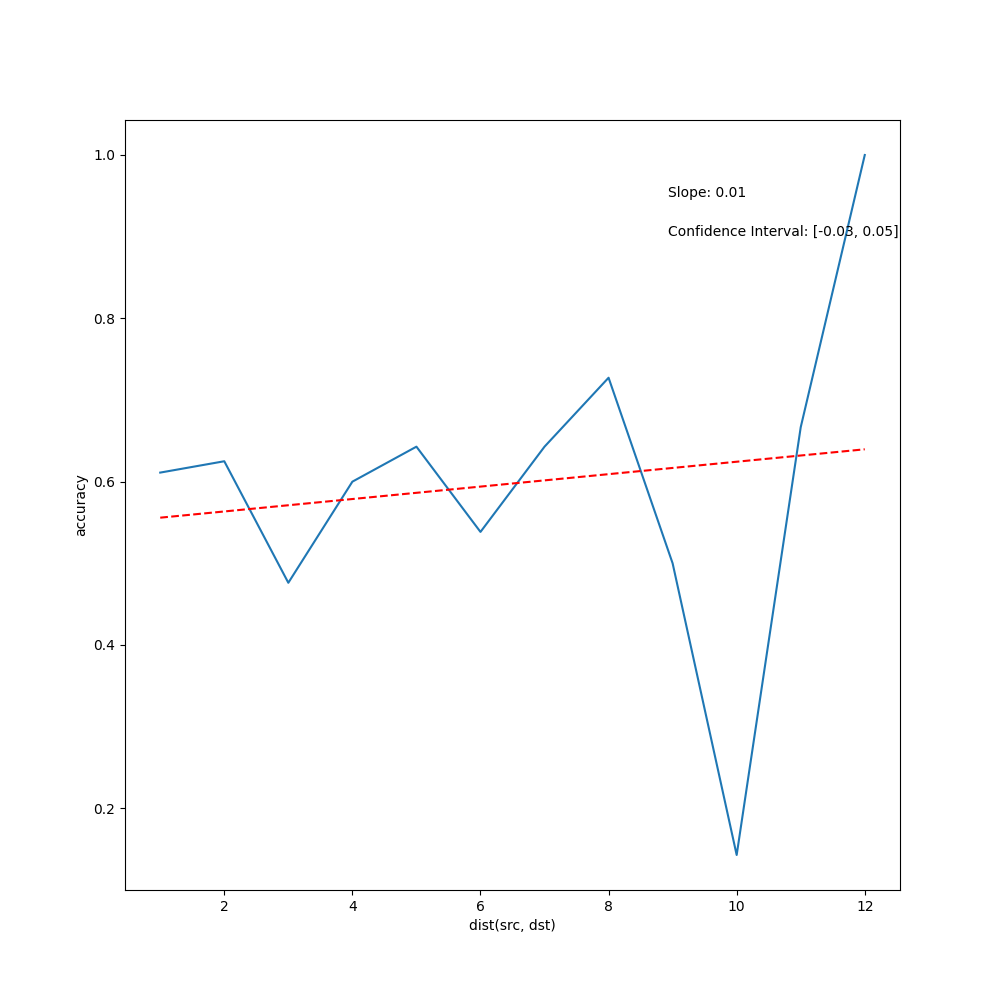 1.0
0.8
0.6
0.4
0.2
accuracy
Slope: 0.01
Confidence Interval: [-0.03, 0.05]
2 4 6 8 10 12
dist(src, dst)